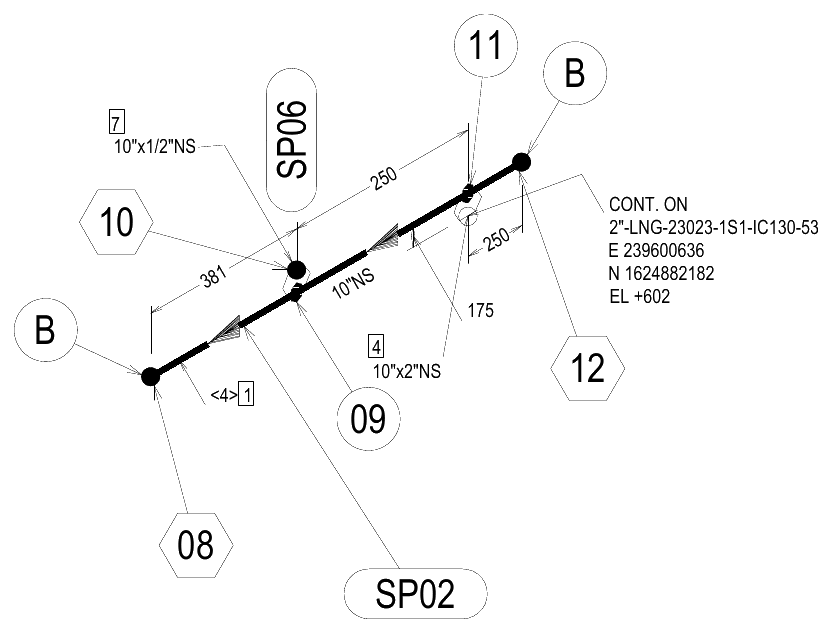 11
B
SP06
7
10"x1/2"NS
250
10
CONT. ON
2"-LNG-23023-1S1-IC130-53
E 239600636
N 1624882182
EL +602
250
381
10"NS
175
B
4
10"x2"NS
12
<4> 1
09
08
SP02